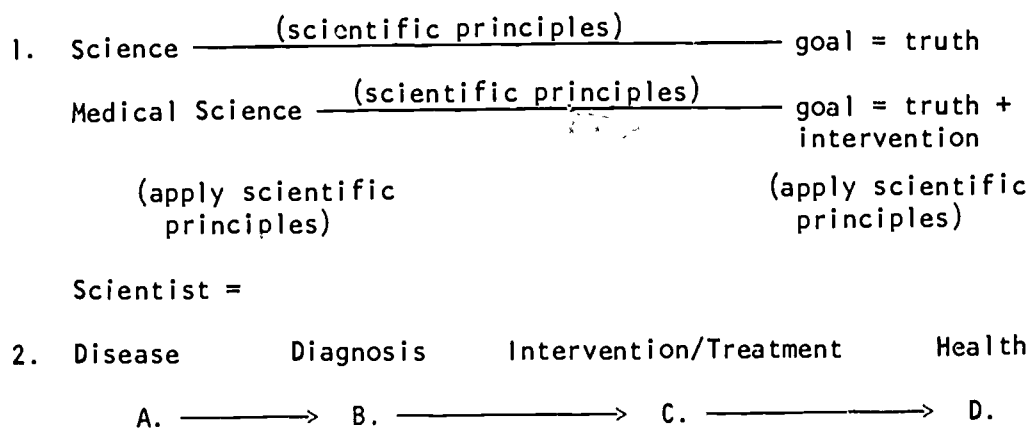 1. Science (scientific principles) goal = truth
Medical Science (scientific principles) goal = truth +
intervention
(apply scientific (apply scientific
principles) principles)
Scientist =
2. Disease Diagnosis Intervention/Treatment Health
A. → B. → C. → D.